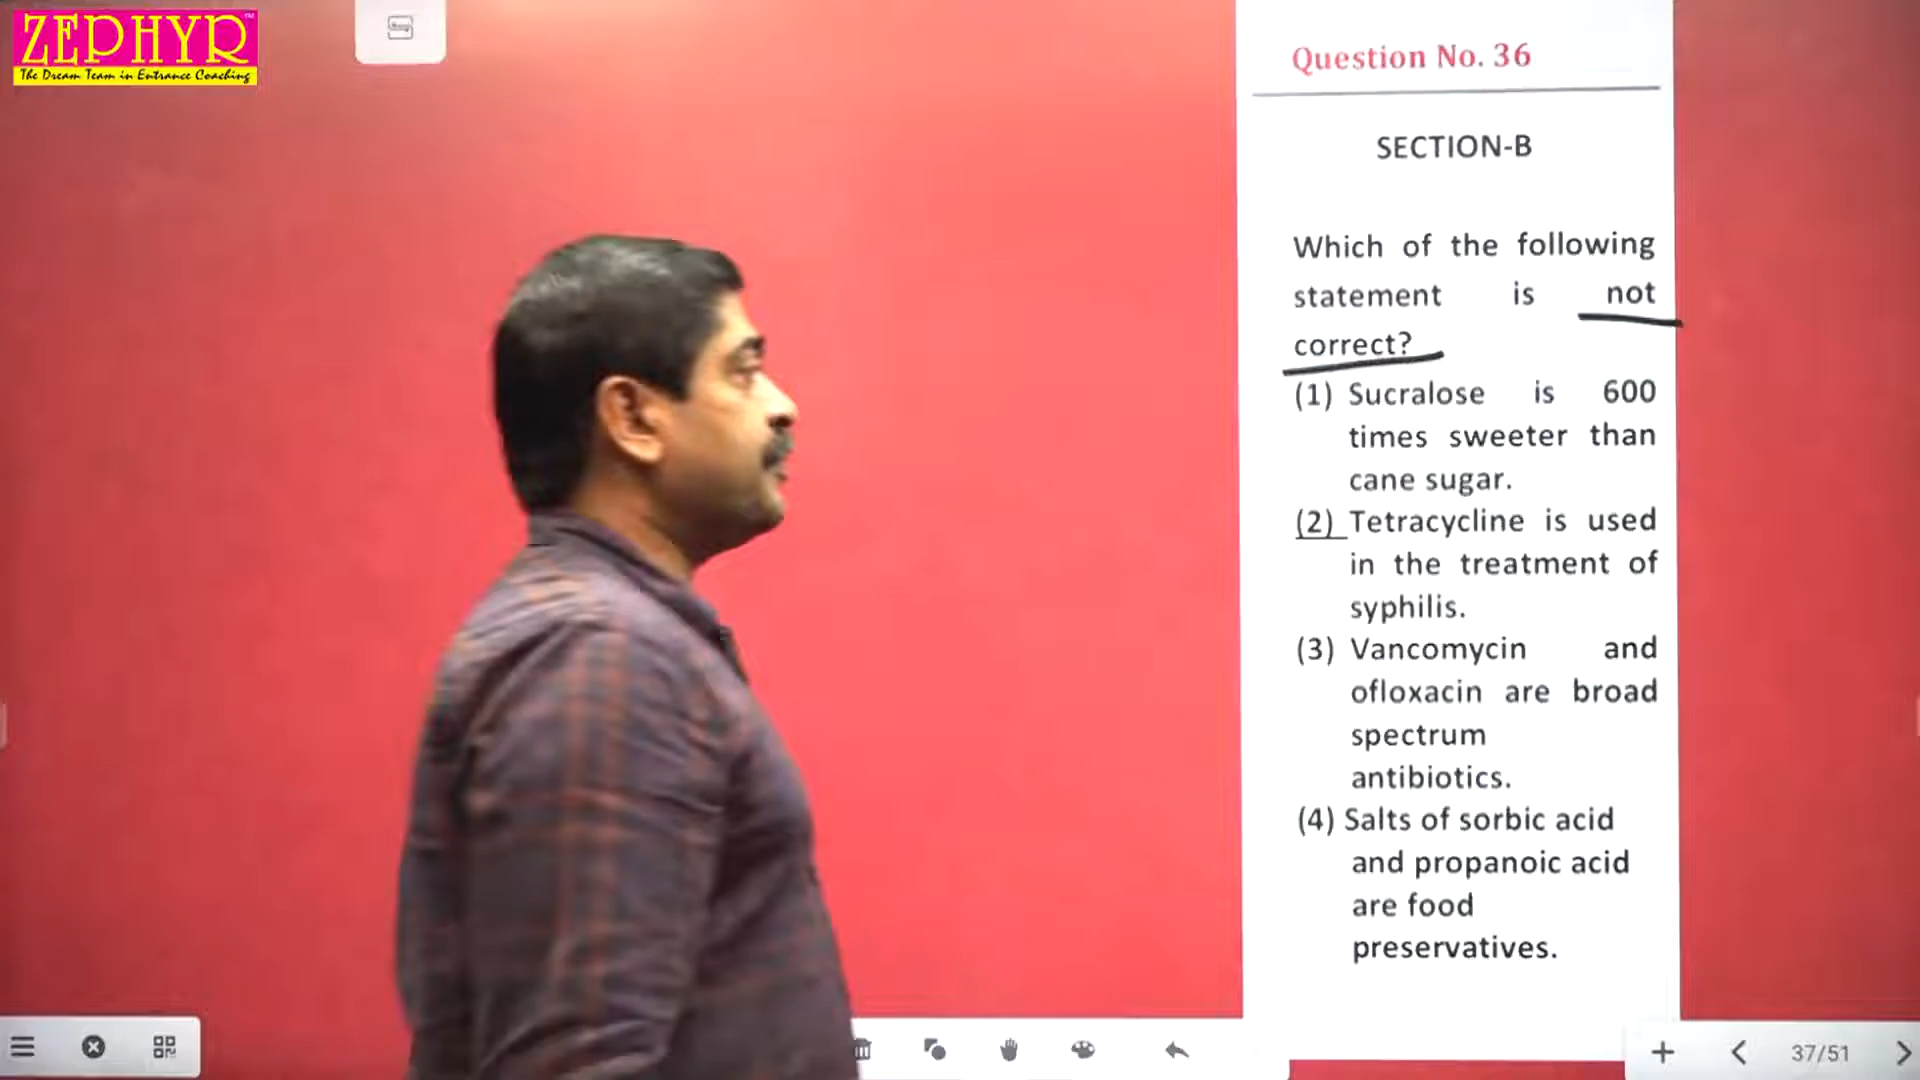 ZEPHYR™
The Dream Team in Entrance Coaching
Question No. 36
SECTION-B
Which of the following
statement is not
correct?
(1) Sucralose is 600
times sweeter than
cane sugar.
(2) Tetracycline is used
in the treatment of
syphilis.
(3) Vancomycin and
ofloxacin are broad
spectrum
antibiotics.
(4) Salts of sorbic acid
and propanoic acid
are food
preservatives.
37/51